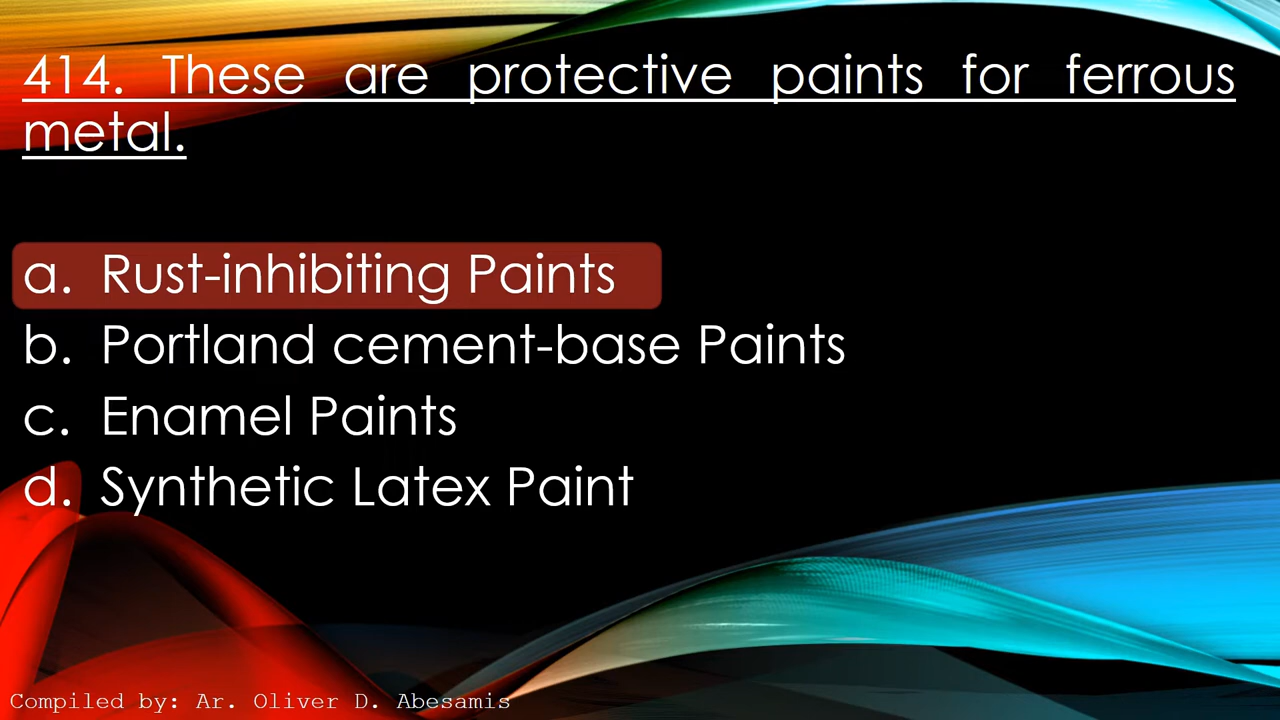 414. These are protective paints for ferrous
metal.
a. Rust-inhibiting Paints
b. Portland cement-base Paints
c. Enamel Paints
d. Synthetic Latex Paint
Compiled by: Ar. Oliver D. Abesamis